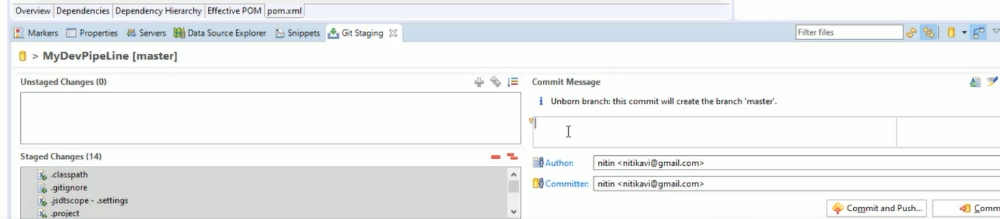 Overview Dependencies Dependency Hierarchy Effective POM pom.xml
Markers Properties Servers Data Source Explorer Snippets Git Staging Filter files
> MyDevPipeLine [master]
Unstaged Changes (0)
Commit Message
Unborn branch: this commit will create the branch 'master'.
Staged Changes (14)
.classpath
.gitignore
.jsdtscope - .settings
.project
Author: nitin <nitikavi@gmail.com>
Committer: nitin <nitikavi@gmail.com>
Commit and Push... Comm